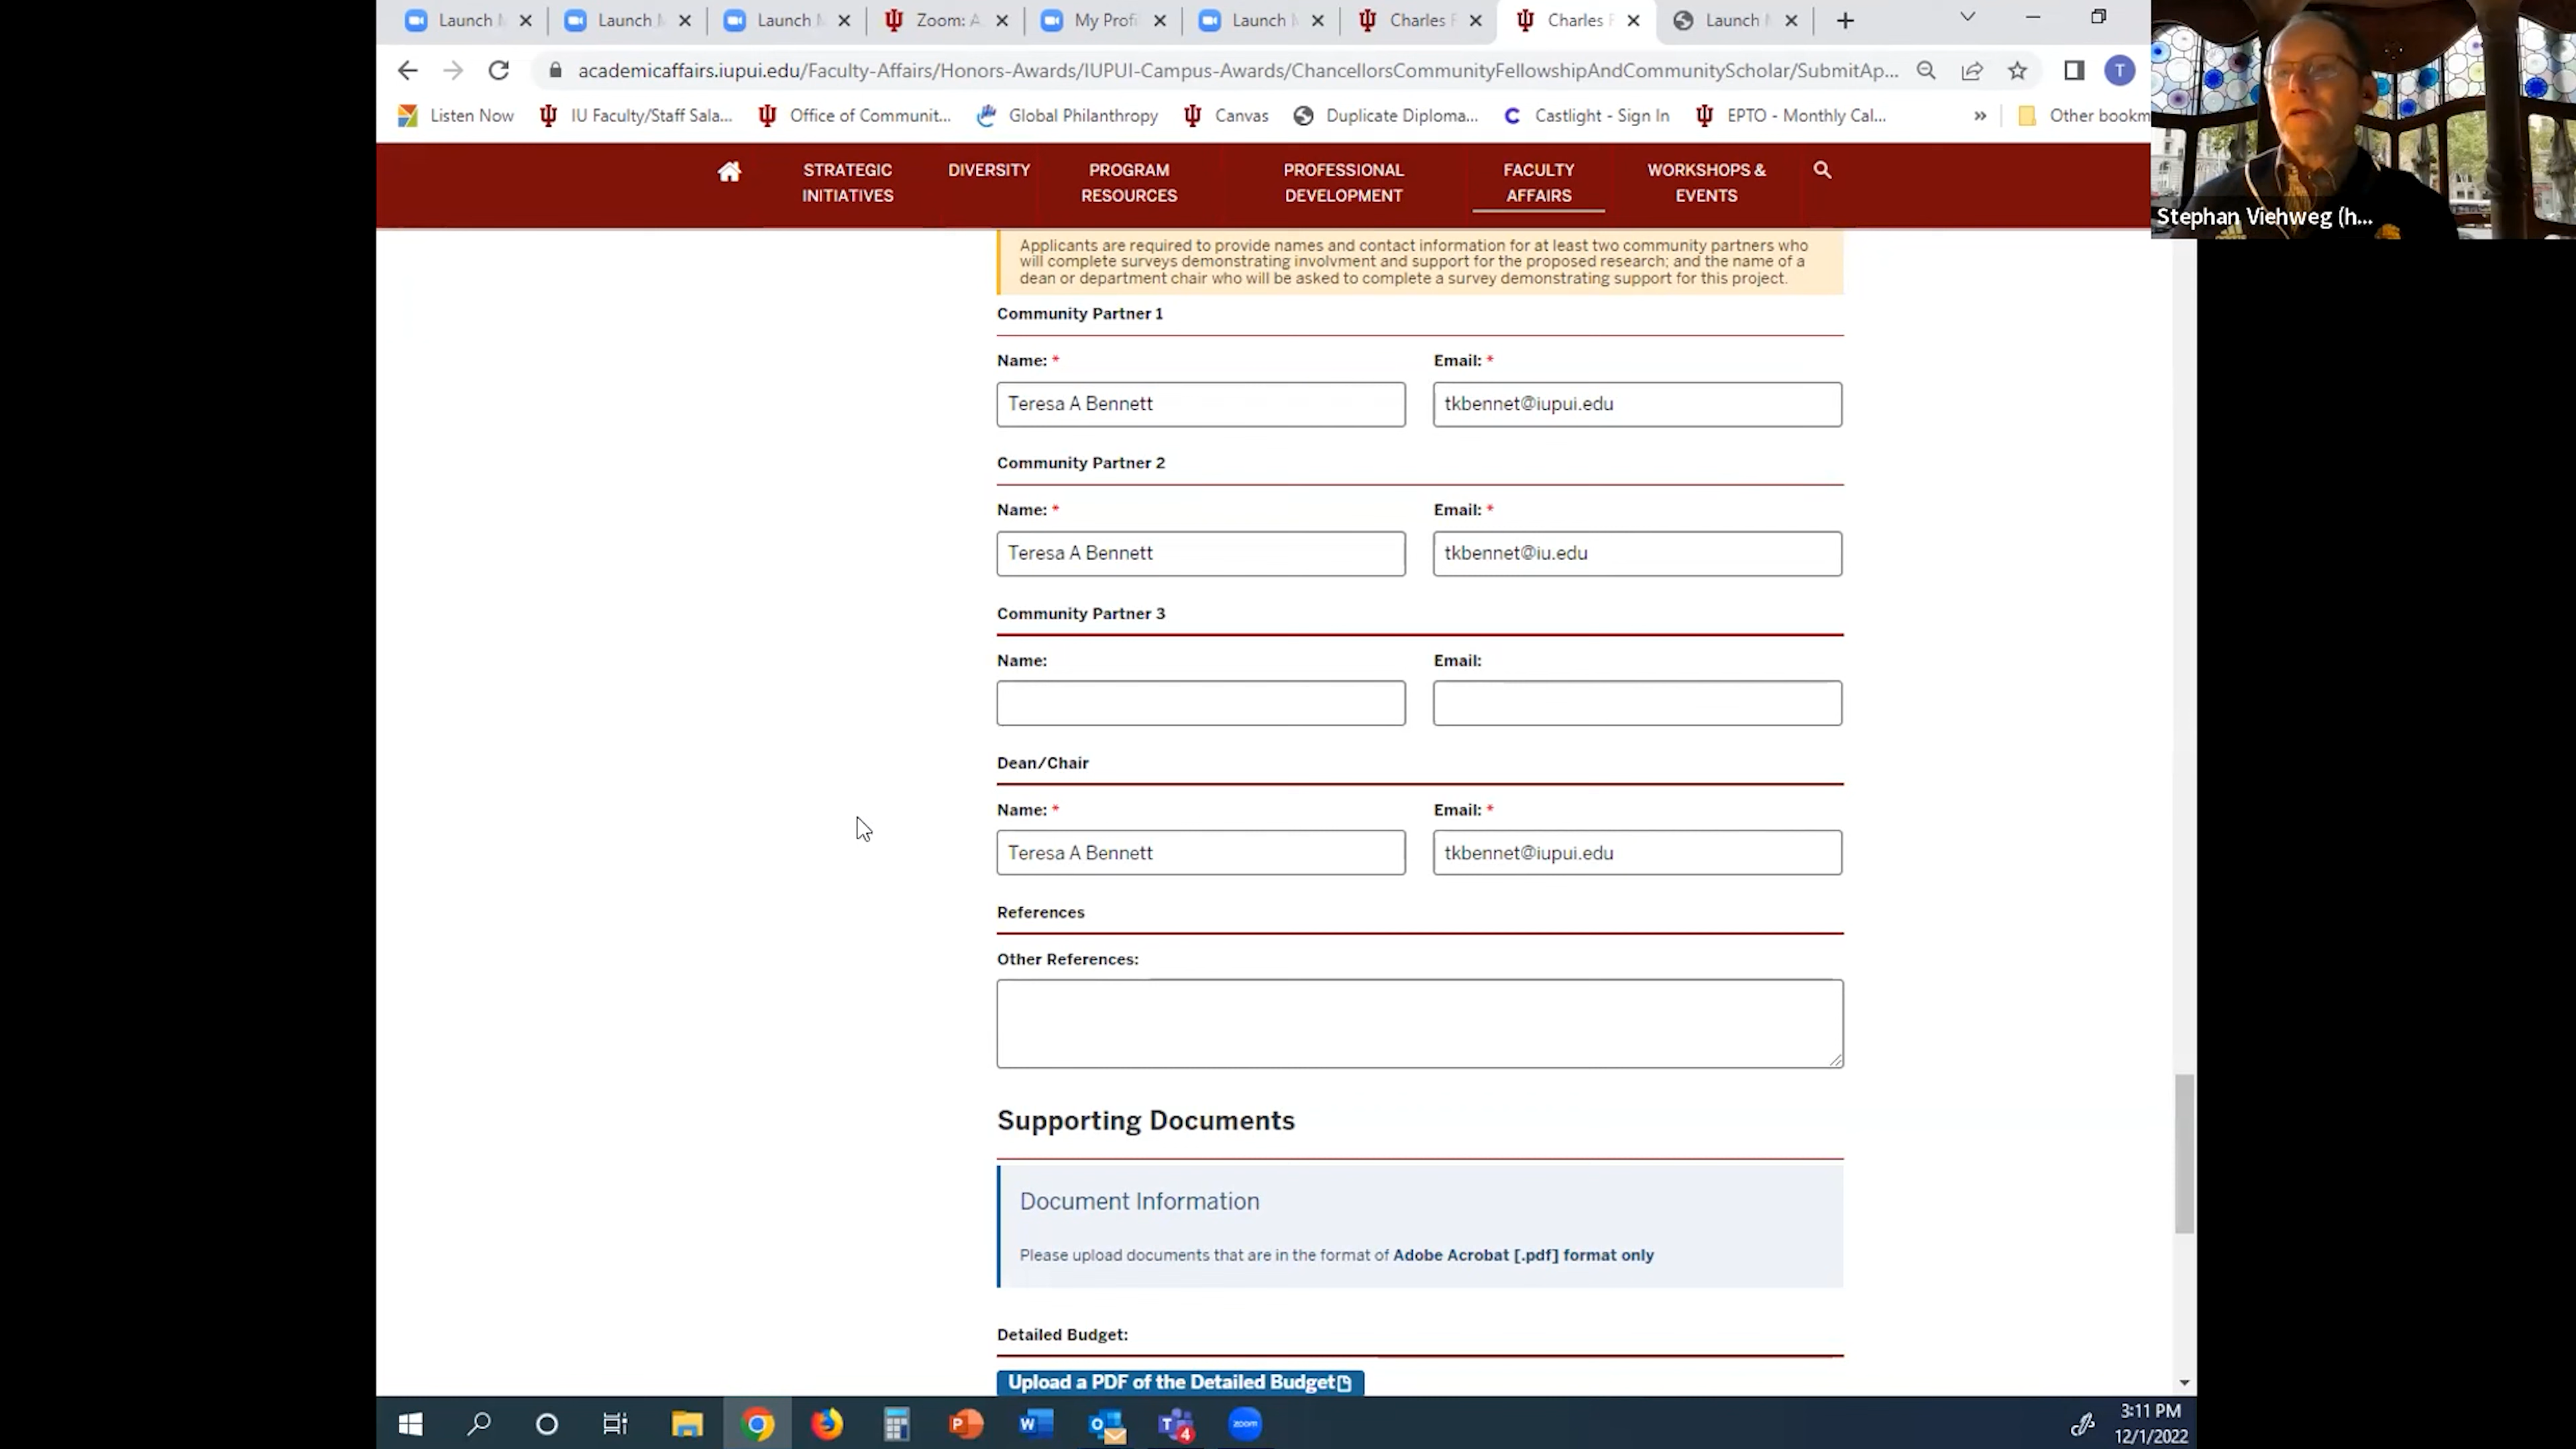 Launch
Launch
Launch
Zoom: A
My Profi
Launch
Charles
Charles
Launch
academicaffairs.iupui.edu/Faculty-Affairs/Honors-Awards/IUPUI-Campus-Awards/ChancellorsCommunityFellowshipAndCommunityScholar/SubmitAp...
T
Listen Now
IU Faculty/Staff Sala...
Office of Communit...
Global Philanthropy
Canvas
Duplicate Diploma...
Castlight - Sign In
EPTO - Monthly Cal...
»
Other bookm
STRATEGIC
INITIATIVES
DIVERSITY
PROGRAM
RESOURCES
PROFESSIONAL
DEVELOPMENT
FACULTY
AFFAIRS
WORKSHOPS &
EVENTS
Stephan Viehweg (h...
Applicants are required to provide names and contact information for at least two community partners who
will complete surveys demonstrating involvment and support for the proposed research; and the name of a
dean or department chair who will be asked to complete a survey demonstrating support for this project.
Community Partner 1
Name: * Email: *
Teresa A Bennett tkbennet@iupui.edu
Community Partner 2
Name: * Email: *
Teresa A Bennett tkbennet@iu.edu
Community Partner 3
Name: Email:
Dean/Chair
Name: * Email: *
Teresa A Bennett tkbennet@iupui.edu
References
Other References:
Supporting Documents
Document Information
Please upload documents that are in the format of Adobe Acrobat [.pdf] format only
Detailed Budget:
Upload a PDF of the Detailed Budget
4
zoom
3:11 PM
12/1/2022